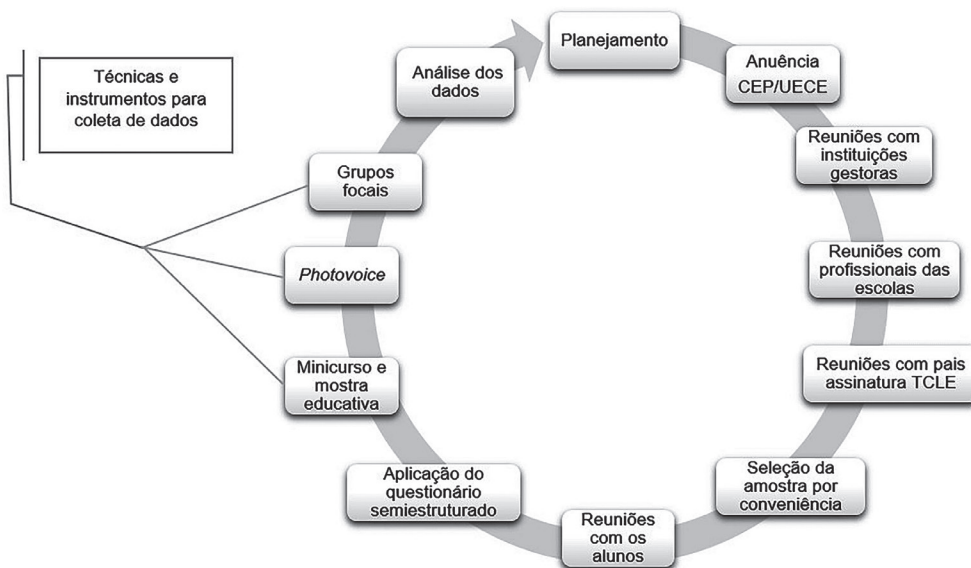 Técnicas e
instrumentos para
coleta de dados
Planejamento
Anuência
CEP/UECE
Reuniões com
instituições
gestoras
Reuniões com
profissionais das
escolas
Reuniões com pais
assinatura TCLE
Seleção da
amostra por
conveniência
Reuniões
com os
alunos
Aplicação do
questionário
semiestruturado
Minicurso e
mostra
educativa
Photovoice
Grupos
focais
Análise dos
dados